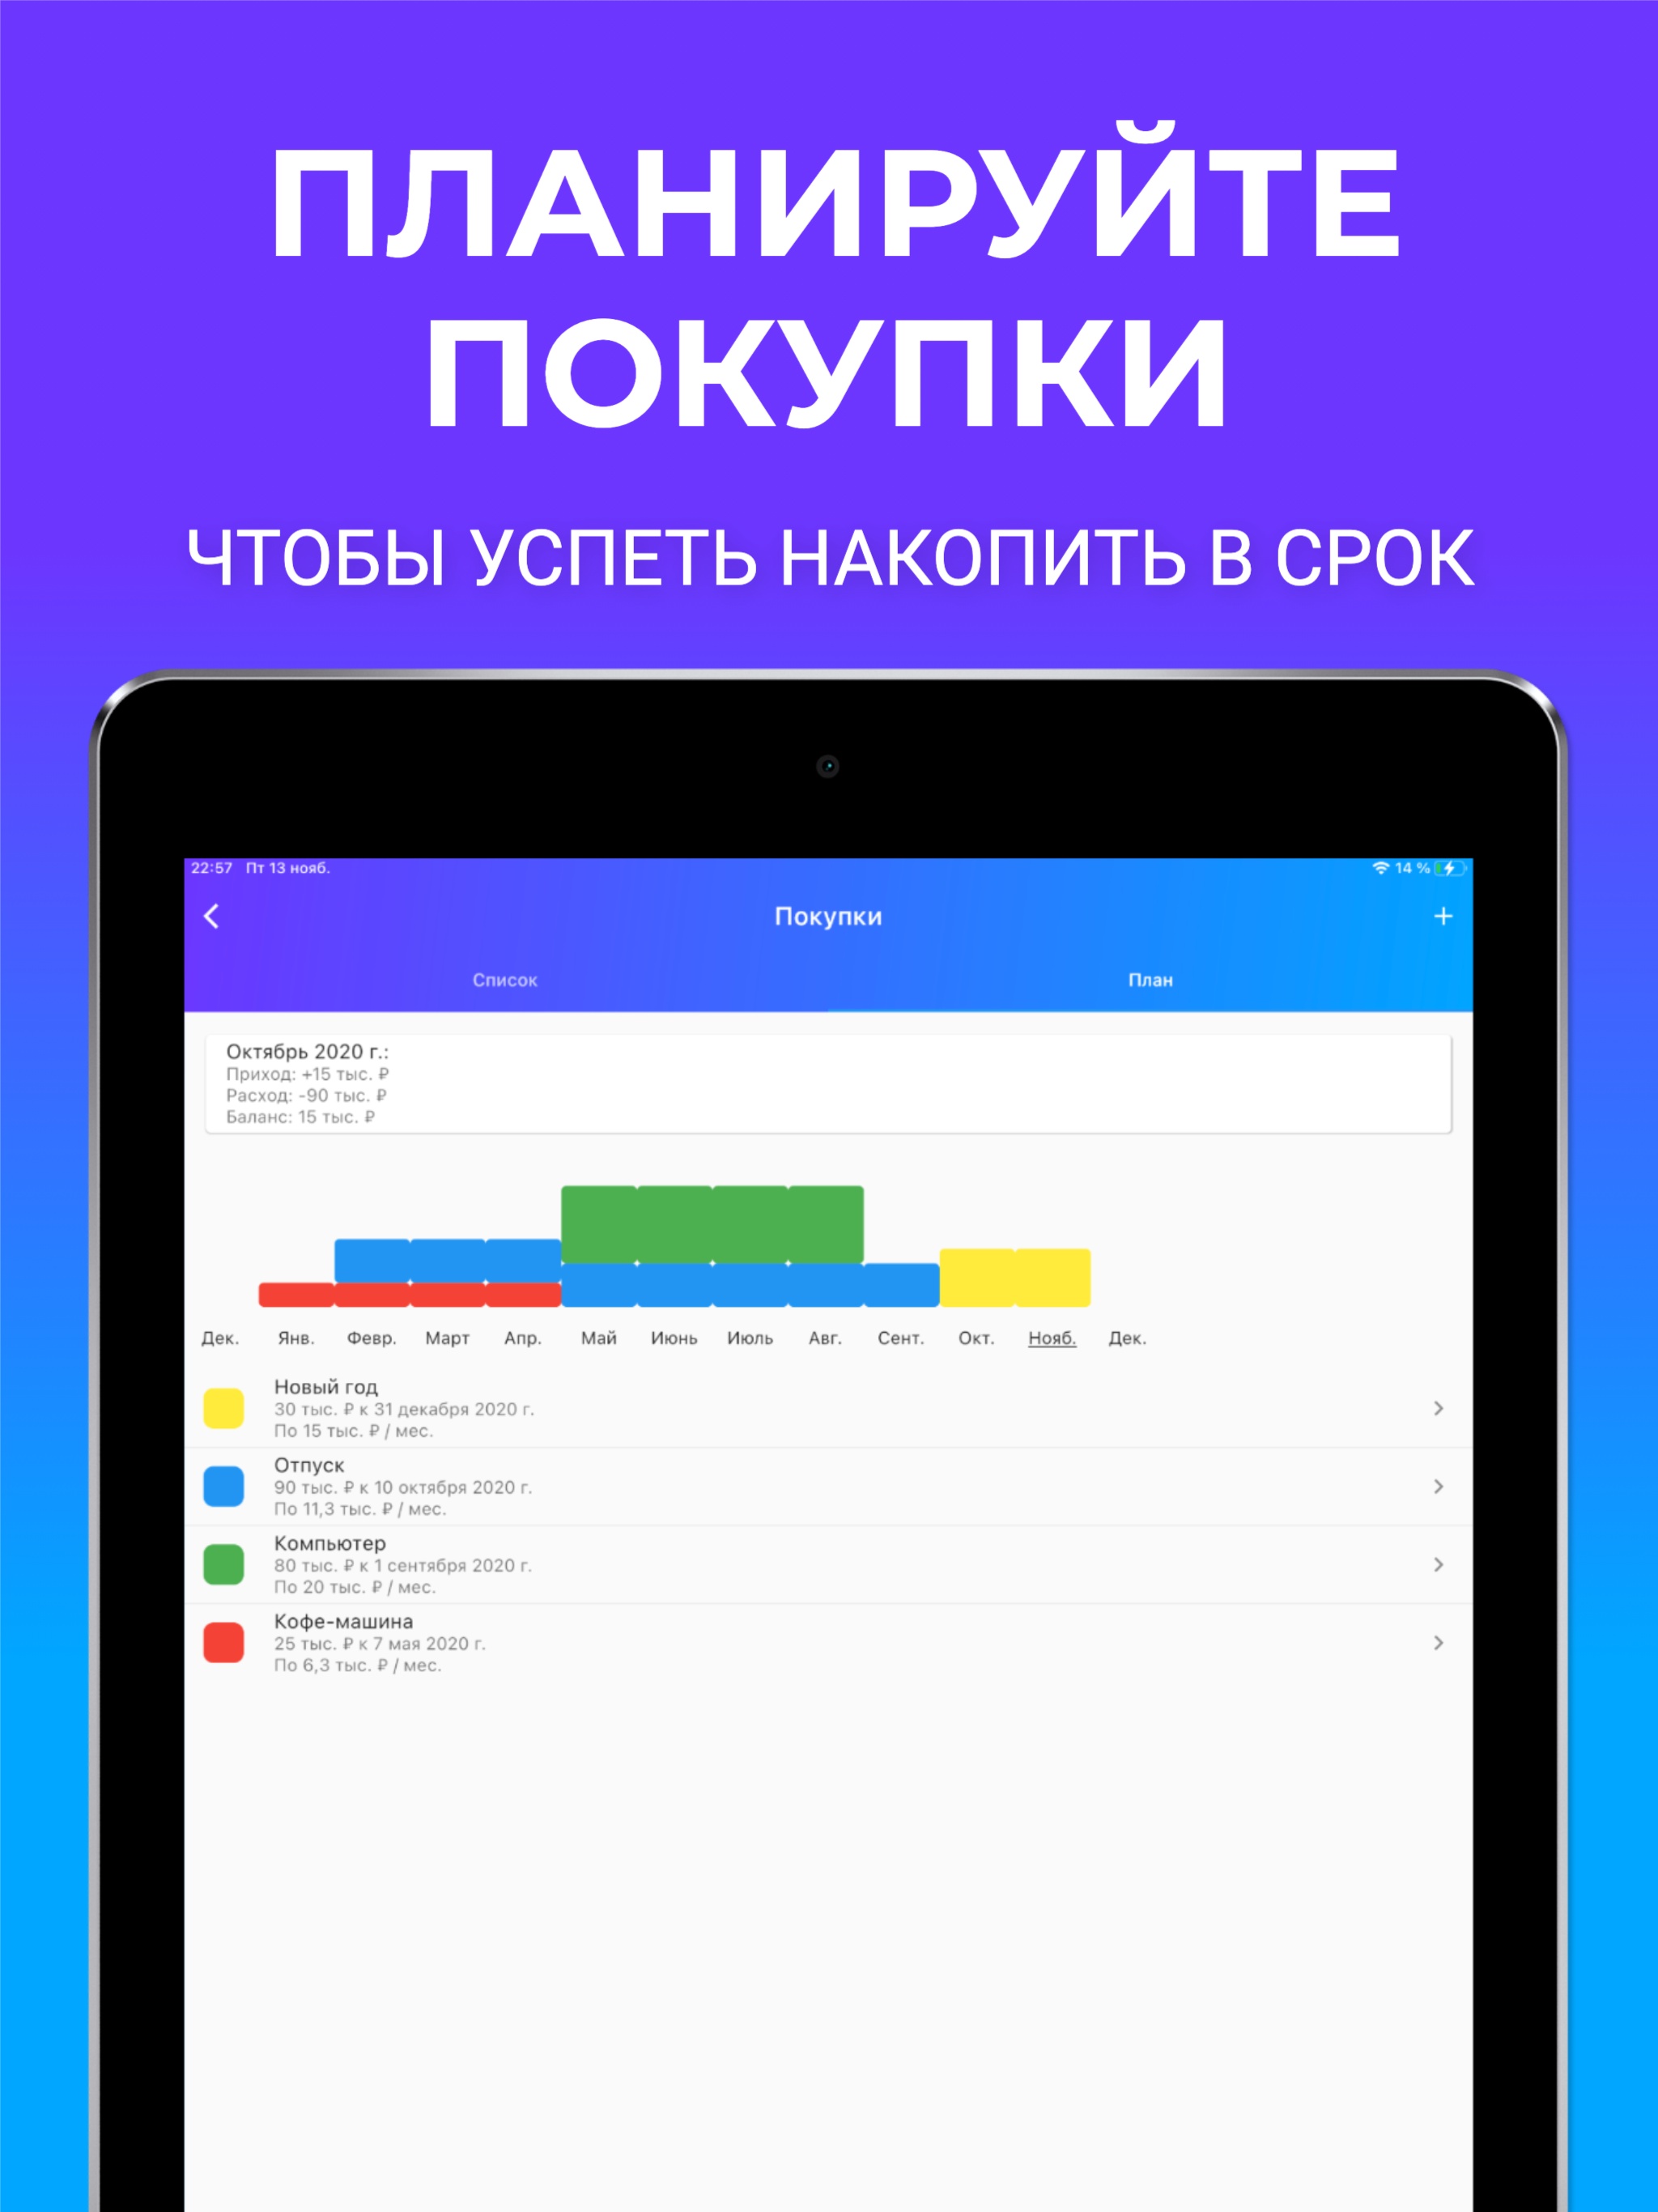 ПЛАНИРУЙТЕ
ПОКУПКИ
ЧТОБЫ УСПЕТЬ НАКОПИТЬ В СРОК
22:57 Пт 13 нояб. 14 %
Покупки
Список План
Октябрь 2020 г.:
Приход: +15 тыс. ₽
Расход: -90 тыс. ₽
Баланс: 15 тыс. ₽
Дек. Янв. Февр. Март Апр. Май Июнь Июль Авг. Сент. Окт. Нояб. Дек.
Новый год
30 тыс. ₽ к 31 декабря 2020 г.
По 15 тыс. ₽ / мес.
Отпуск
90 тыс. ₽ к 10 октября 2020 г.
По 11,3 тыс. ₽ / мес.
Компьютер
80 тыс. ₽ к 1 сентября 2020 г.
По 20 тыс. ₽ / мес.
Кофе-машина
25 тыс. ₽ к 7 мая 2020 г.
По 6,3 тыс. ₽ / мес.